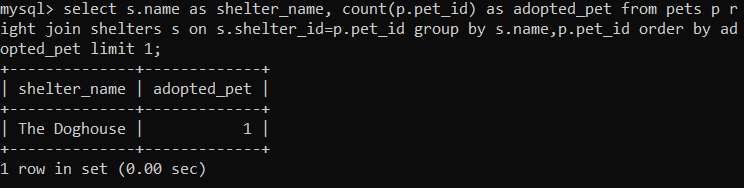 mysql> select s.name as shelter_name, count(p.pet_id) as adopted_pet from pets p r
ight join shelters s on s.shelter_id=p.pet_id group by s.name,p.pet_id order by ad
opted_pet limit 1;
+--------------+-------------+
| shelter_name | adopted_pet |
+--------------+-------------+
| The Doghouse |           1 |
+--------------+-------------+
1 row in set (0.00 sec)